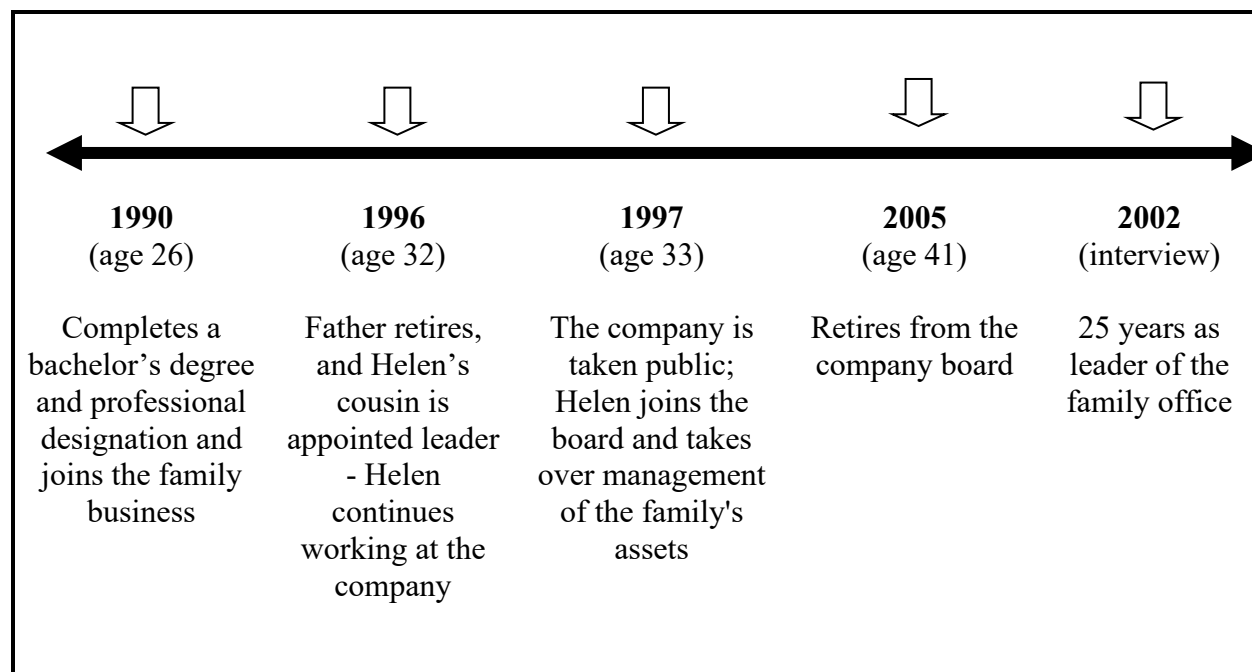 1990
(age 26)
Completes a
bachelor’s degree
and professional
designation and
joins the family
business
1996
(age 32)
Father retires,
and Helen’s
cousin is
appointed leader
- Helen
continues
working at the
company
1997
(age 33)
The company is
taken public;
Helen joins the
board and takes
over management
of the family's
assets
2005
(age 41)
Retires from the
company board
2002
(interview)
25 years as
leader of the
family office